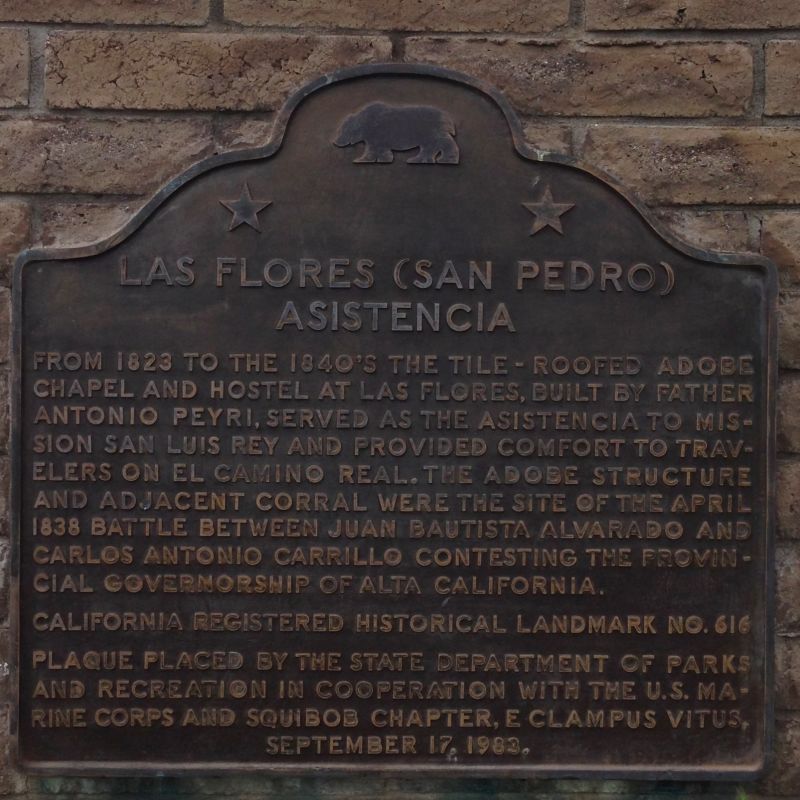 LAS FLORES (SAN PEDRO)
ASISTENCIA
FROM 1823 TO THE 1840'S THE TILE-ROOFED ADOBE
CHAPEL AND HOSTEL AT LAS FLORES, BUILT BY FATHER
ANTONIO PEYRI, SERVED AS THE ASISTENCIA TO MIS-
SION SAN LUIS REY AND PROVIDED COMFORT TO TRAV-
ELERS ON EL CAMINO REAL. THE ADOBE STRUCTURE
AND ADJACENT CORRAL WERE THE SITE OF THE APRIL
1838 BATTLE BETWEEN JUAN BAUTISTA ALVARADO AND
CARLOS ANTONIO CARRILLO CONTESTING THE PROVIN-
CIAL GOVERNORSHIP OF ALTA CALIFORNIA.
CALIFORNIA REGISTERED HISTORICAL LANDMARK NO. 616
PLAQUE PLACED BY THE STATE DEPARTMENT OF PARKS
AND RECREATION IN COOPERATION WITH THE U.S. MA-
RINE CORPS AND SQUIBOB CHAPTER, E CLAMPUS VITUS,
SEPTEMBER 17, 1983.